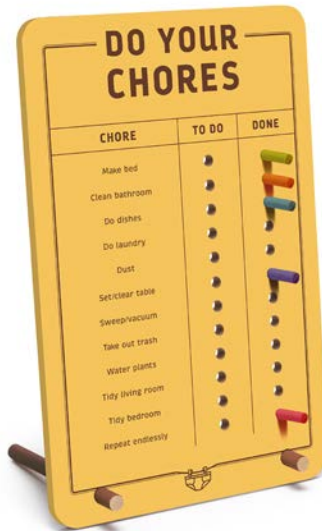 DO YOUR
CHORES
CHORE TO DO DONE
Make bed
Clean bathroom
Do dishes
Do laundry
Dust
Set/clear table
Sweep/vacuum
Take out trash
Water plants
Tidy living room
Tidy bedroom
Repeat endlessly